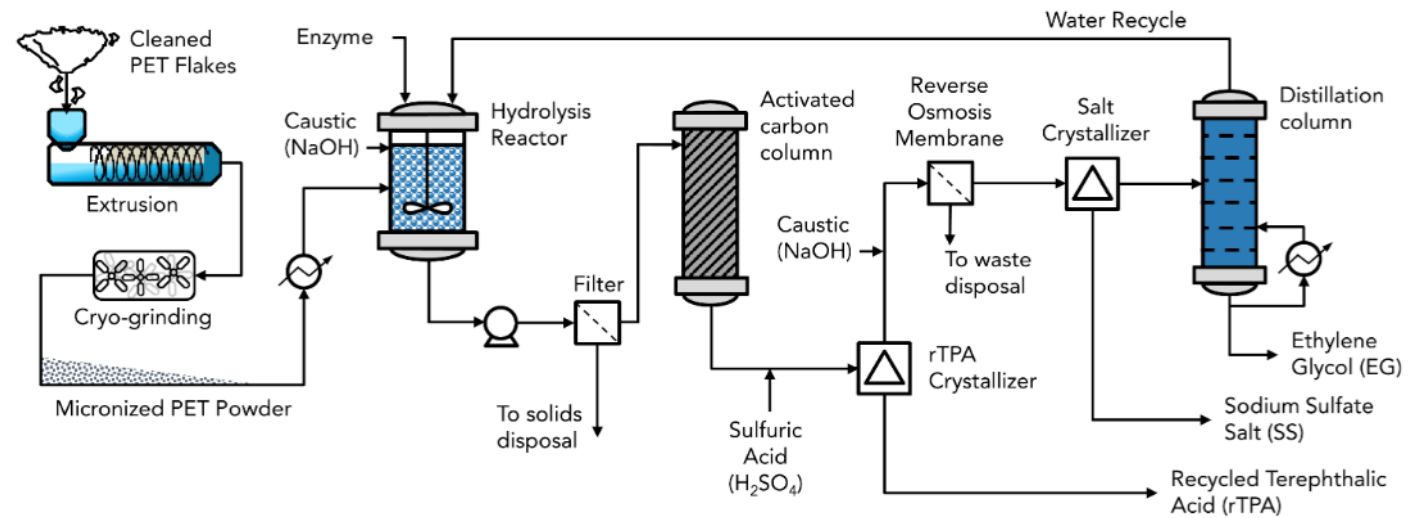 Cleaned
PET Flakes
Extrusion
Cryo-grinding
Micronized PET Powder
Enzyme
Caustic
(NaOH)
Hydrolysis
Reactor
Water Recycle
Filter
To solids
disposal
Activated
carbon
column
Sulfuric
Acid
(H₂SO₄)
Caustic
(NaOH)
rTPA
Crystallizer
Reverse
Osmosis
Membrane
To waste
disposal
Salt
Crystallizer
Distillation
column
Ethylene
Glycol (EG)
Sodium Sulfate
Salt (SS)
Recycled Terephthalic
Acid (rTPA)